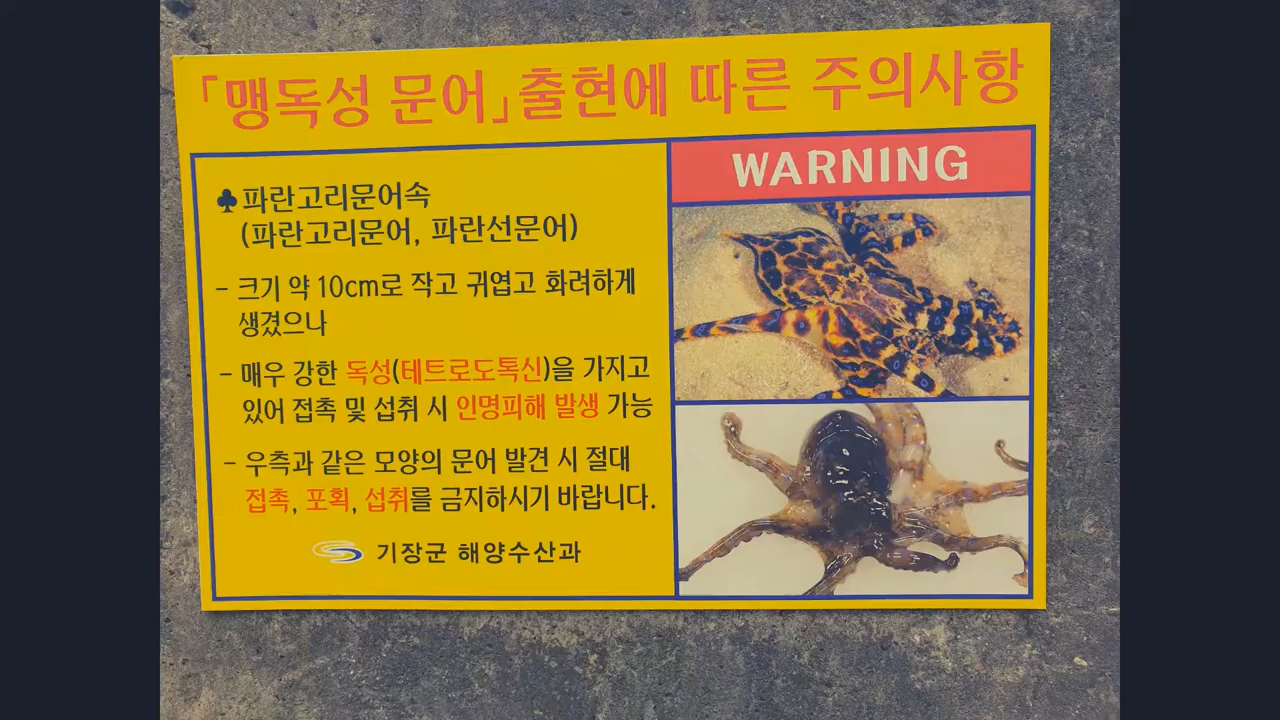 「맹독성 문어」출현에 따른 주의사항
♣파란고리문어속
(파란고리문어, 파란선문어)
- 크기 약 10cm로 작고 귀엽고 화려하게
생겼으나
- 매우 강한 독성(테트로도톡신)을 가지고
있어 접촉 및 섭취 시 인명피해 발생 가능
- 우측과 같은 모양의 문어 발견 시 절대
접촉, 포획, 섭취를 금지하시기 바랍니다.
기장군 해양수산과
WARNING